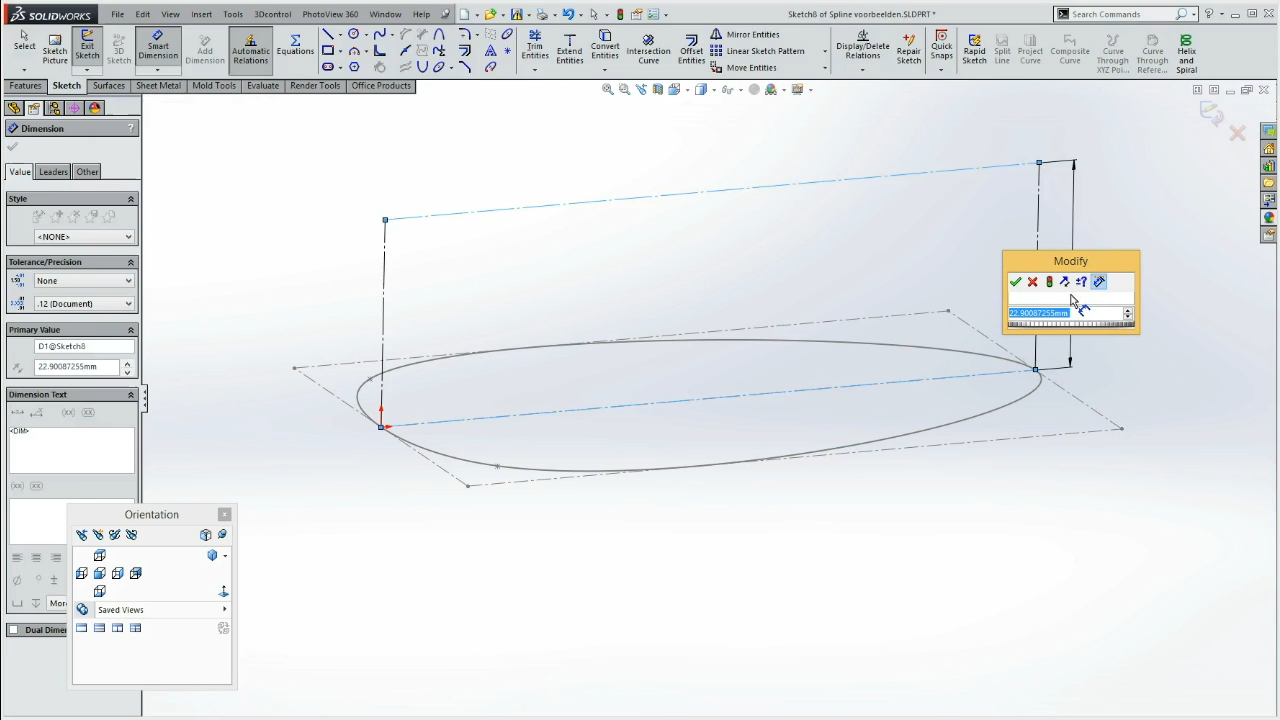 SOLIDWORKS File Edit View Insert Tools 3Dcontrol PhotoView 360 Window Help Sketch8 of Spline voorbeelden.SLDPRT * Search Commands
Select Sketch Picture Exit Sketch 3D Sketch Smart Dimension Add Dimension Automatic Relations Equations Trim Entities Extend Entities Convert Entities Intersection Curve Offset Entities Mirror Entities Linear Sketch Pattern Move Entities Display/Delete Relations Repair Sketch Quick Snaps Rapid Sketch Split Line Project Curve Composite Curve Curve Through XYZ Poi... Curve Through Refere... Helix and Spiral
Features Sketch Surfaces Sheet Metal Mold Tools Evaluate Render Tools Office Products
Dimension ?
Value Leaders Other
Style
<NONE>
Tolerance/Precision
None
.12 (Document)
Primary Value
D1@Sketch8
22.90087255mm
Dimension Text
<DIM>
More
Dual Dimen
Orientation
Saved Views
Modify
22.90087255mm